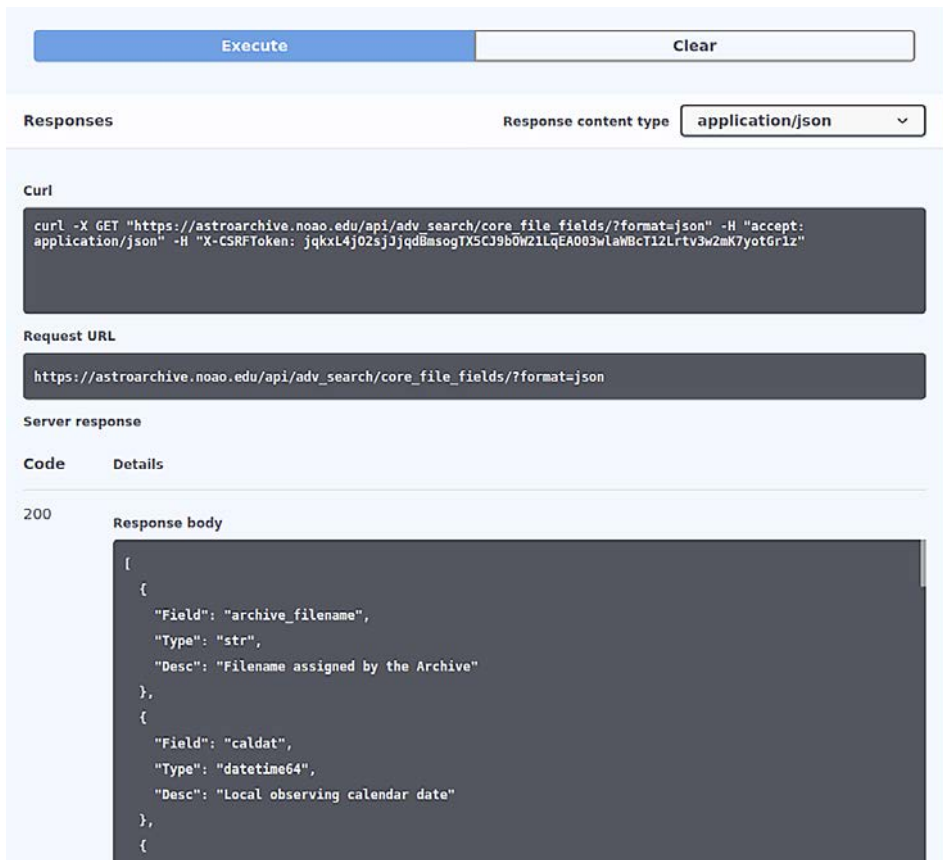 Execute
Clear
Responses
Response content type
application/json
Curl
curl -X GET "https://astroarchive.noao.edu/api/adv_search/core_file_fields/?format=json" -H "accept:
application/json" -H "X-CSRFToken: jqkxL4jO2sjJjqdBmsogTX5CJ9bOW21LqEAO03wlaWBcT12Lrtv3w2mK7yotGr1z"
Request URL
https://astroarchive.noao.edu/api/adv_search/core_file_fields/?format=json
Server response
Code
Details
200
Response body
[
{
"Field": "archive_filename",
"Type": "str",
"Desc": "Filename assigned by the Archive"
},
{
"Field": "caldat",
"Type": "datetime64",
"Desc": "Local observing calendar date"
},
{